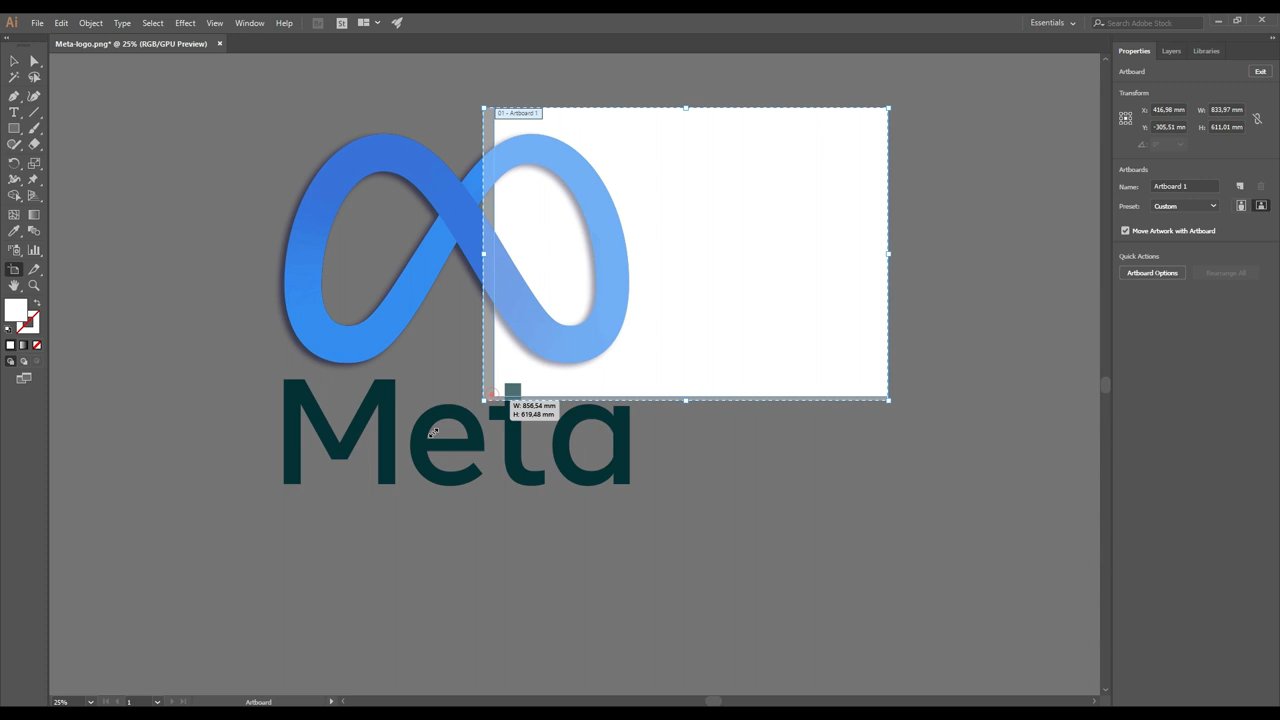 Ai File Edit Object Type Select Effect View Window Help Br St Essentials Search Adobe Stock
Meta-logo.png* @ 25% (RGB/GPU Preview) ×
Properties Layers Libraries
Artboard Exit
Transform
X: 416,98 mm W: 833,97 mm
Y: -305,51 mm H: 611,01 mm
0°
Artboards
Name: Artboard 1
Preset: Custom
Move Artwork with Artboard
Quick Actions
Artboard Options Rearrange All
01 - Artboard 1
W: 856,54 mm
H: 619,48 mm
Meta
25% 1 Artboard